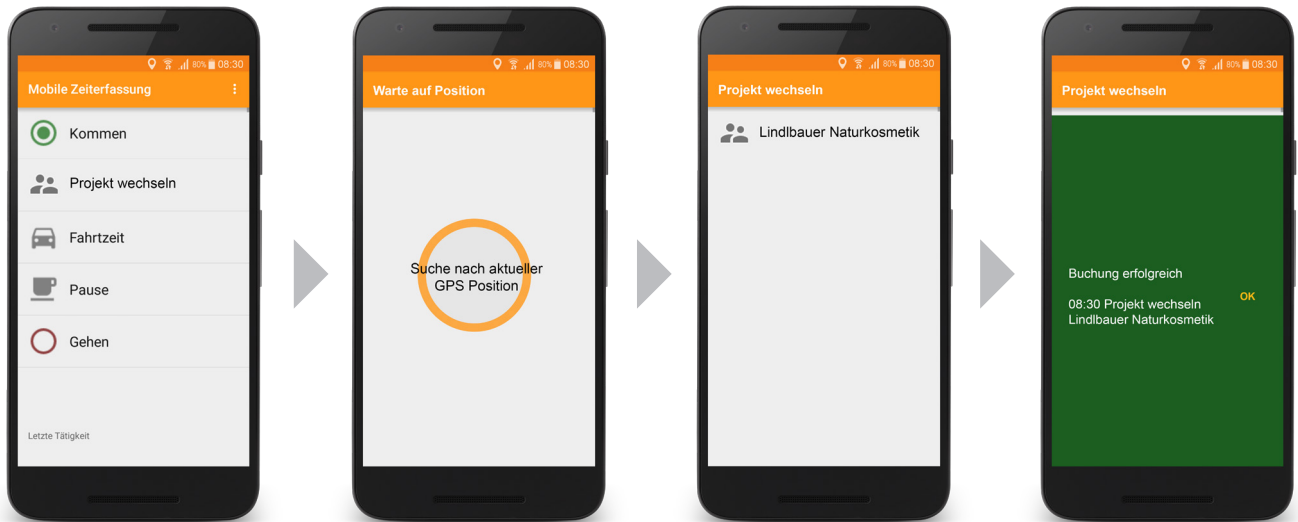 80% 08:30
Mobile Zeiterfassung
Kommen
Projekt wechseln
Fahrtzeit
Pause
Gehen
Letzte Tätigkeit
80% 08:30
Warte auf Position
Suche nach aktueller
GPS Position
80% 08:30
Projekt wechseln
Lindlbauer Naturkosmetik
80% 08:30
Projekt wechseln
Buchung erfolgreich
OK
08:30 Projekt wechseln
Lindlbauer Naturkosmetik